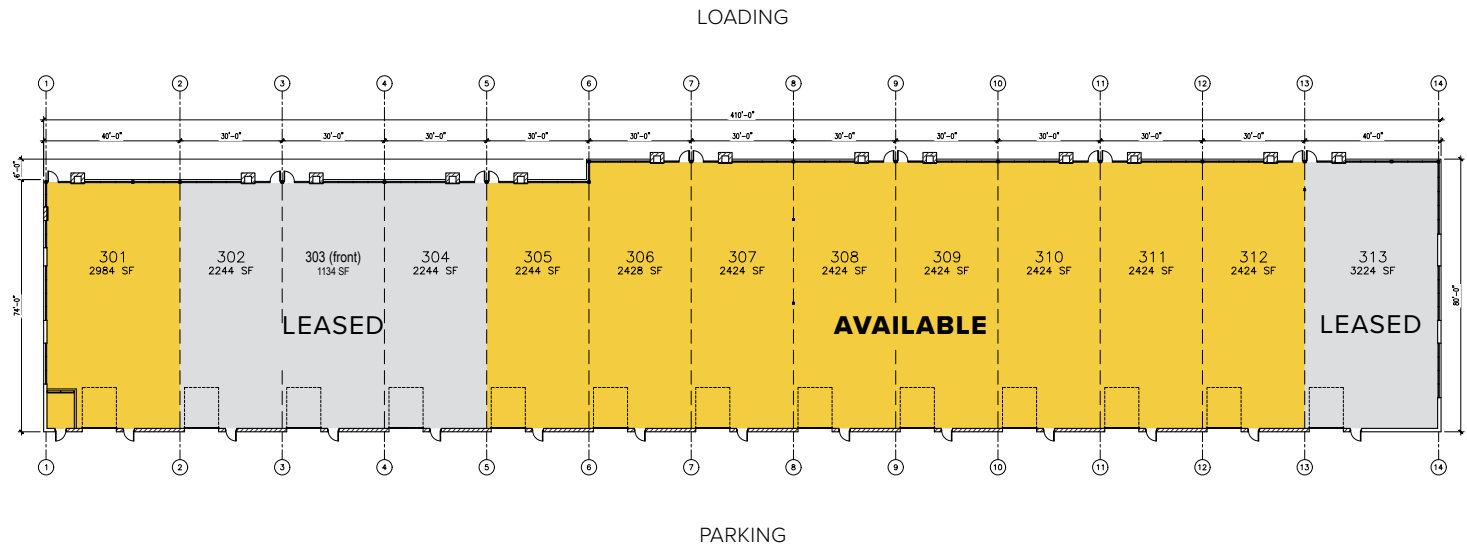 LOADING
1 2 3 4 5 6 7 8 9 10 11 12 13 14
410'-0"
40'-0" 30'-0" 30'-0" 30'-0" 30'-0" 30'-0" 30'-0" 30'-0" 30'-0" 30'-0" 30'-0" 30'-0" 40'-0"
6'-0"
74'-0"
80'-0"
301
2984 SF
302
2244 SF
303 (front)
1134 SF
304
2244 SF
305
2244 SF
306
2428 SF
307
2424 SF
308
2424 SF
309
2424 SF
310
2424 SF
311
2424 SF
312
2424 SF
313
3224 SF
LEASED
AVAILABLE
LEASED
1 2 3 4 5 6 7 8 9 10 11 12 13 14
PARKING